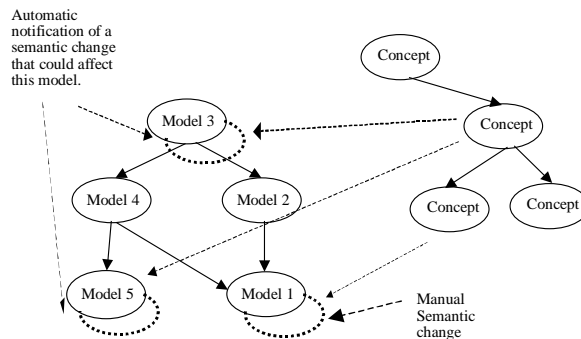 Automatic
notification of a
semantic change
that could affect
this model.
Concept
Model 3
Concept
Model 4
Model 2
Concept
Concept
Model 5
Model 1
Manual
Semantic
change